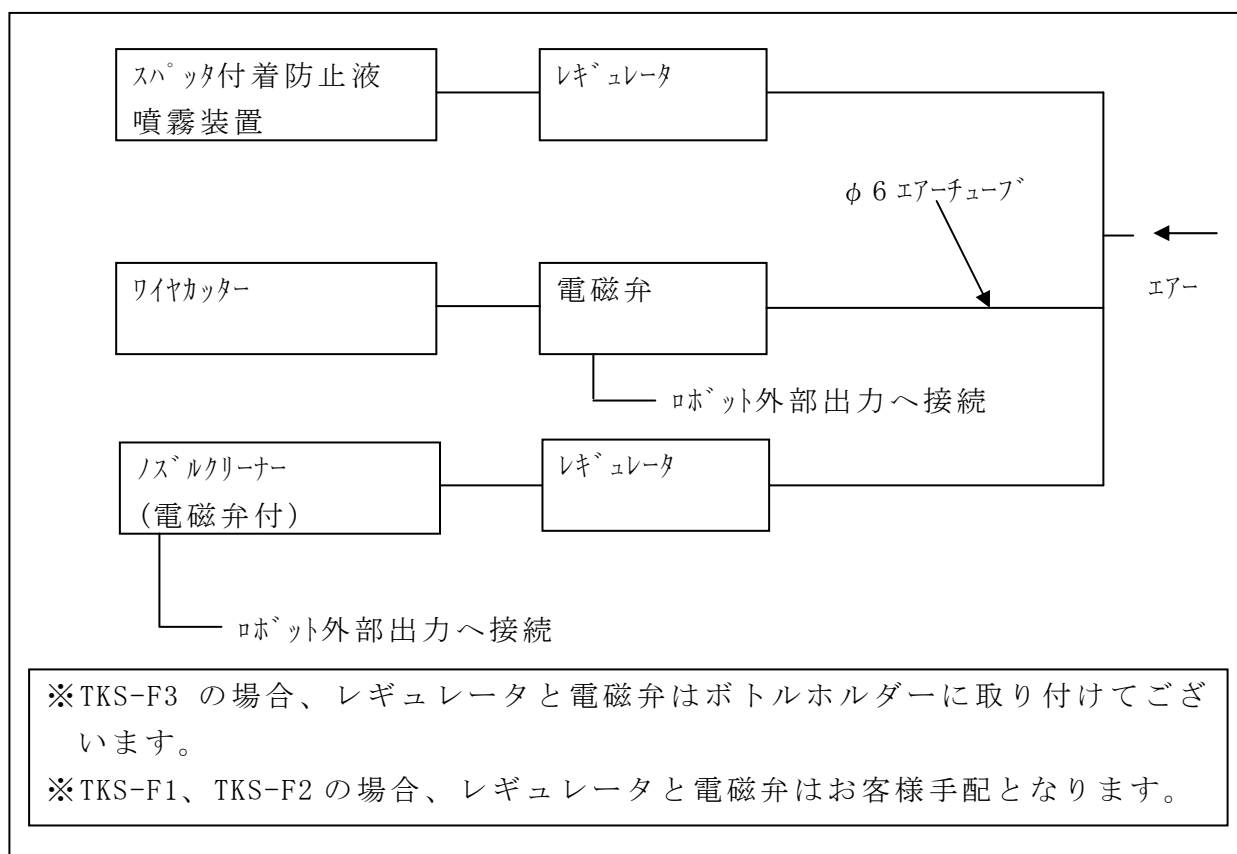 スパッタ付着防止液
噴霧装置
レギュレータ
φ6エアーチューブ
エアー
ワイヤカッター
電磁弁
ロボット外部出力へ接続
ノズルクリーナー
(電磁弁付)
レギュレータ
ロボット外部出力へ接続
※TKS-F3 の場合、レギュレータと電磁弁はボトルホルダーに取り付けてござ
います。
※TKS-F1、TKS-F2の場合、レギュレータと電磁弁はお客様手配となります。